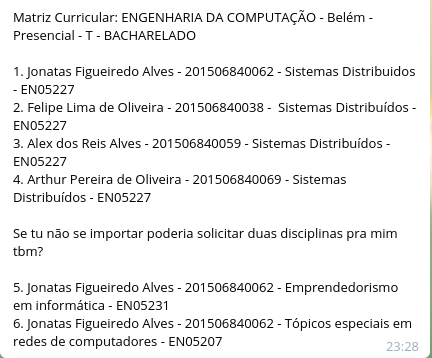 Matriz Curricular: ENGENHARIA DA COMPUTAÇÃO - Belém -
Presencial - T - BACHARELADO
1. Jonatas Figueiredo Alves - 201506840062 - Sistemas Distribuidos
- EN05227
2. Felipe Lima de Oliveira - 201506840038 -  Sistemas Distribuídos -
EN05227
3. Alex dos Reis Alves - 201506840059 - Sistemas Distribuídos -
EN05227
4. Arthur Pereira de Oliveira - 201506840069 - Sistemas
Distribuídos - EN05227
Se tu não se importar poderia solicitar duas disciplinas pra mim
tbm?
5. Jonatas Figueiredo Alves - 201506840062 - Emprendedorismo
em informática - EN05231
6. Jonatas Figueiredo Alves - 201506840062 - Tópicos especiais em
redes de computadores - EN05207
23:28